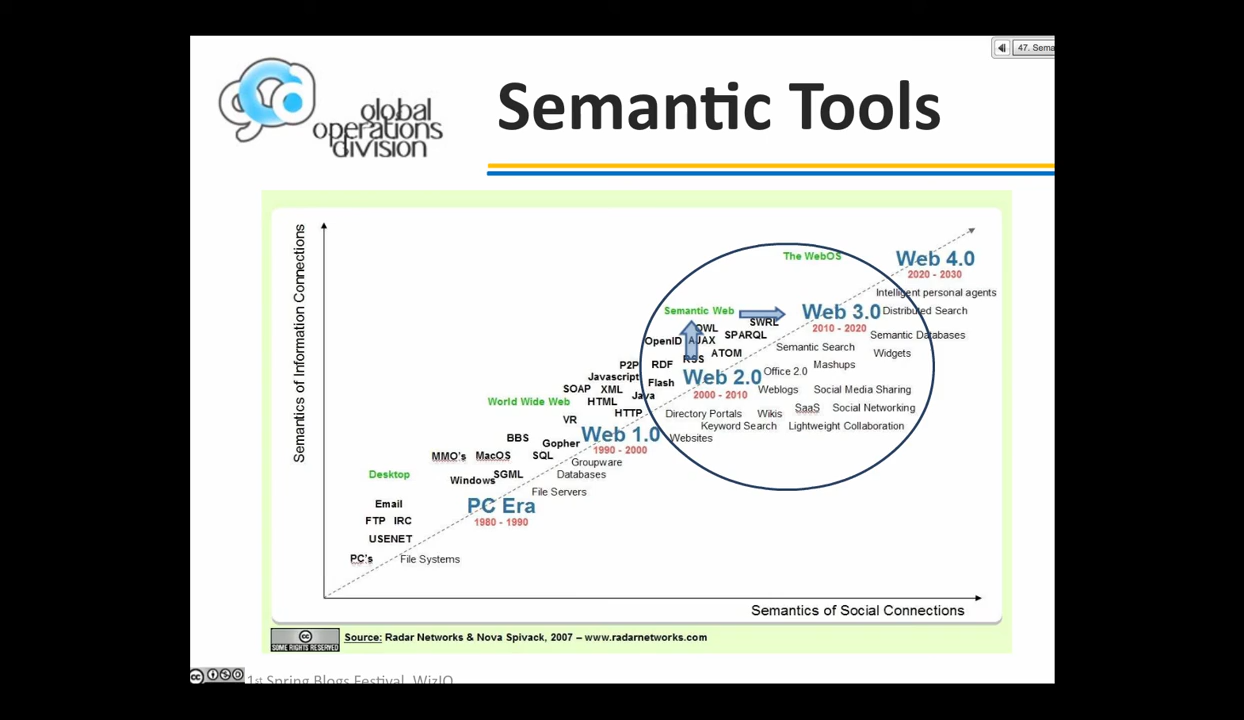 47. Sema
global
operations
division
Semantic Tools
Semantics of Information Connections
The WebOS
Web 4.0
2020 - 2030
Intelligent personal agents
Semantic Web
Web 3.0
Distributed Search
2010 - 2020
SWRL
OWL
SPARQL
Semantic Databases
OpenID
AJAX
Semantic Search
ATOM
Widgets
RSS
P2P
RDF
Mashups
Office 2.0
Javascript
Flash
Web 2.0
2000 - 2010
SOAP
XML
Java
Weblogs
Social Media Sharing
World Wide Web
HTML
HTTP
Directory Portals
Wikis
SaaS
Social Networking
VR
Keyword Search
Lightweight Collaboration
BBS
Gopher
Web 1.0
1990 - 2000
Websites
MMO's
MacOS
SQL
Groupware
Desktop
Windows
SGML
Databases
File Servers
Email
PC Era
1980 - 1990
FTP
IRC
USENET
PC's
File Systems
Semantics of Social Connections
cc
SOME RIGHTS RESERVED
Source: Radar Networks & Nova Spivack, 2007 – www.radarnetworks.com
cc
1st Spring Blogs Festival, WizIQ